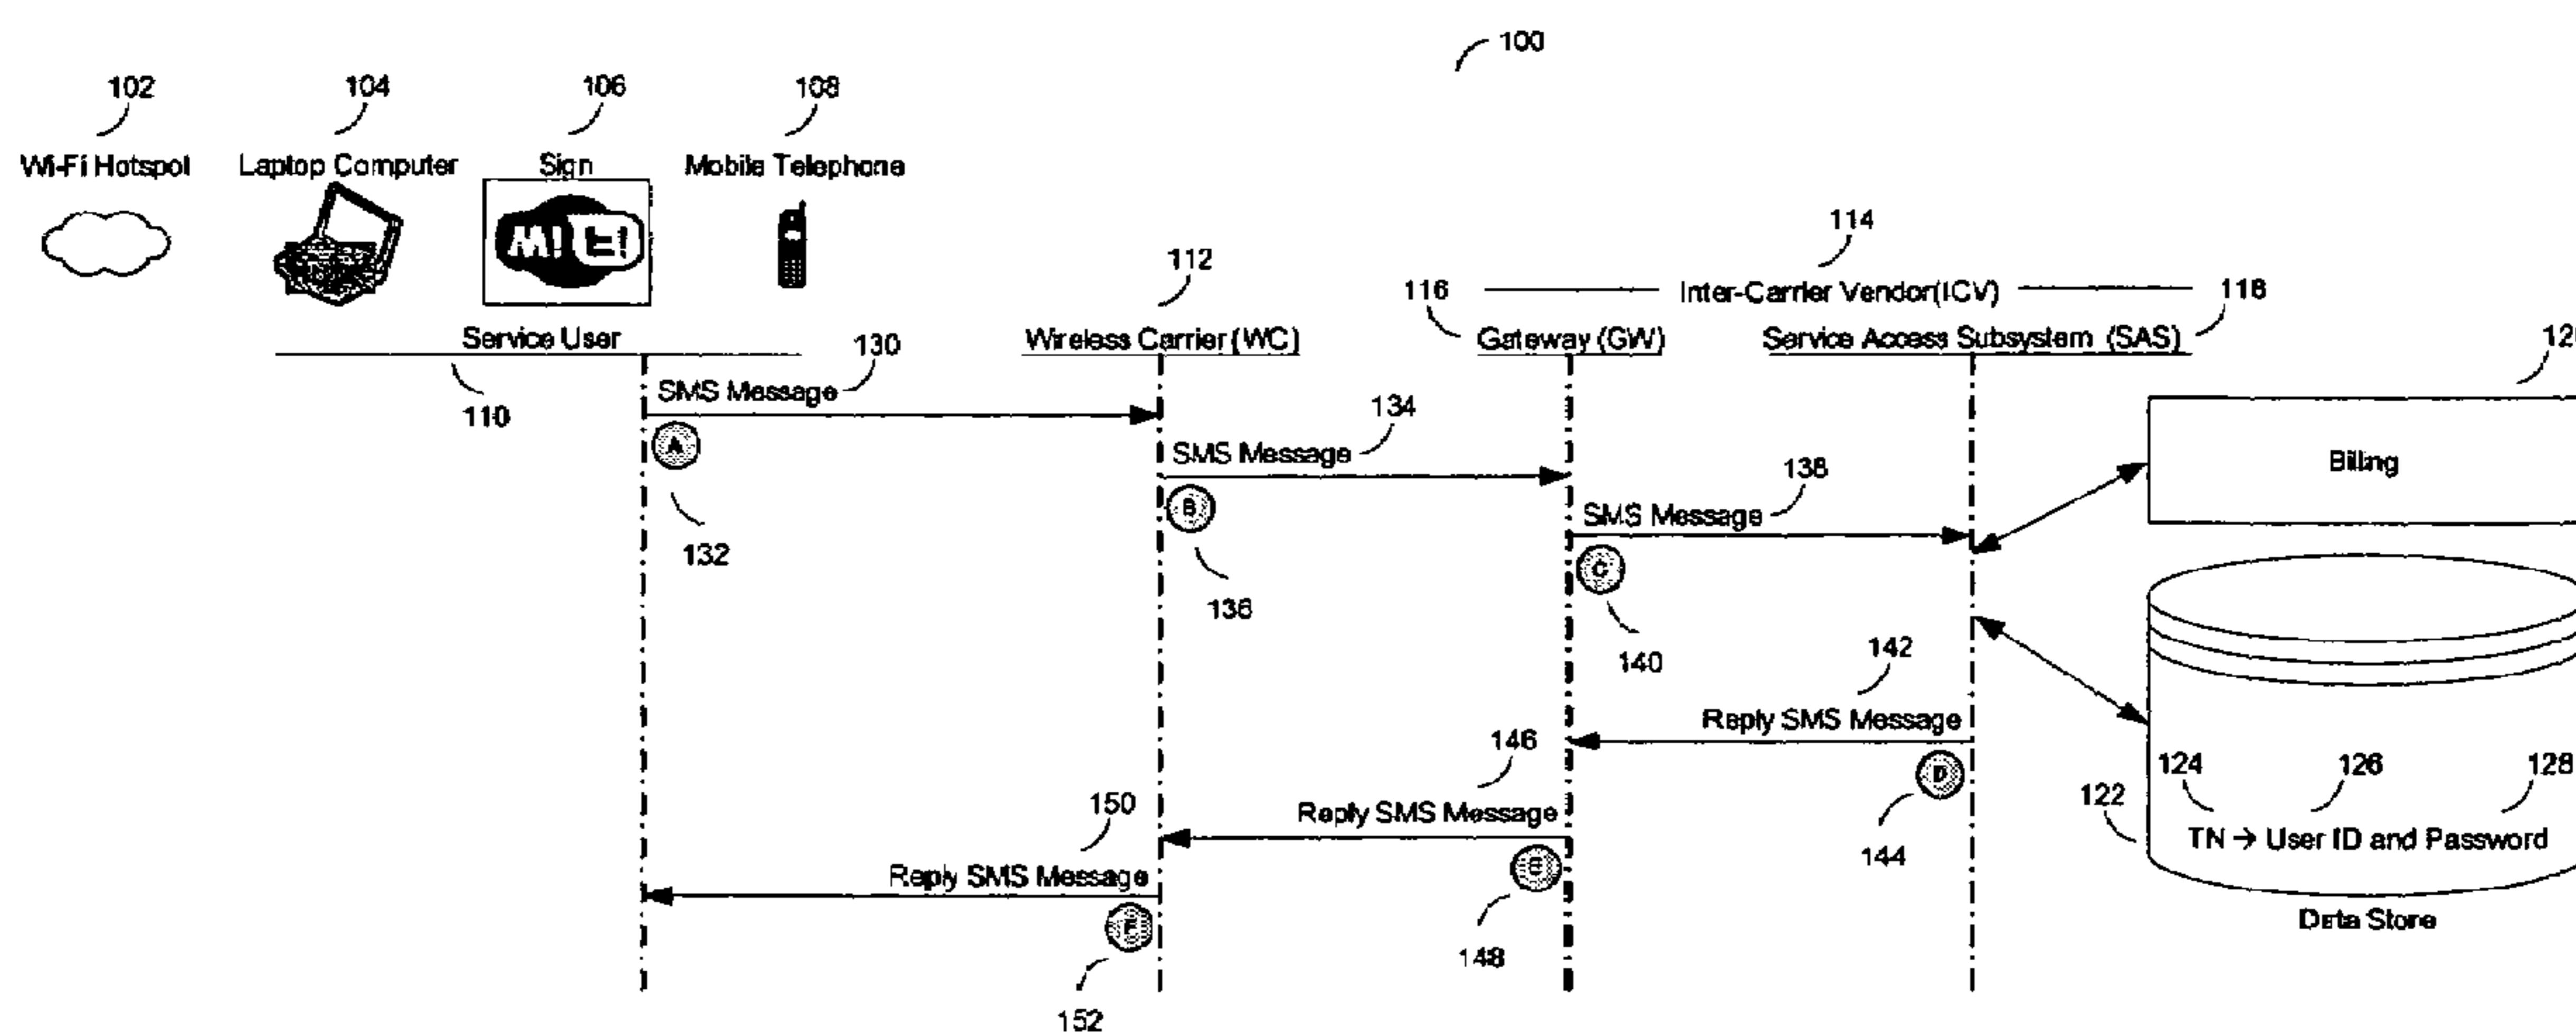 100
102 104 106 108
Wi-Fi Hotspot Laptop Computer Sign Mobile Telephone
114
112
116 Inter-Carrier Vendor(ICV) 118
Service User Wireless Carrier (WC) Gateway (GW) Service Access Subsystem (SAS)
110
SMS Message 130
A
132
SMS Message 134
B
136
SMS Message 138
C
140
Billing
142
Reply SMS Message
D
144
146
Reply SMS Message
E
148
150
Reply SMS Message
F
152
122 124 126 128
TN → User ID and Password
Data Store